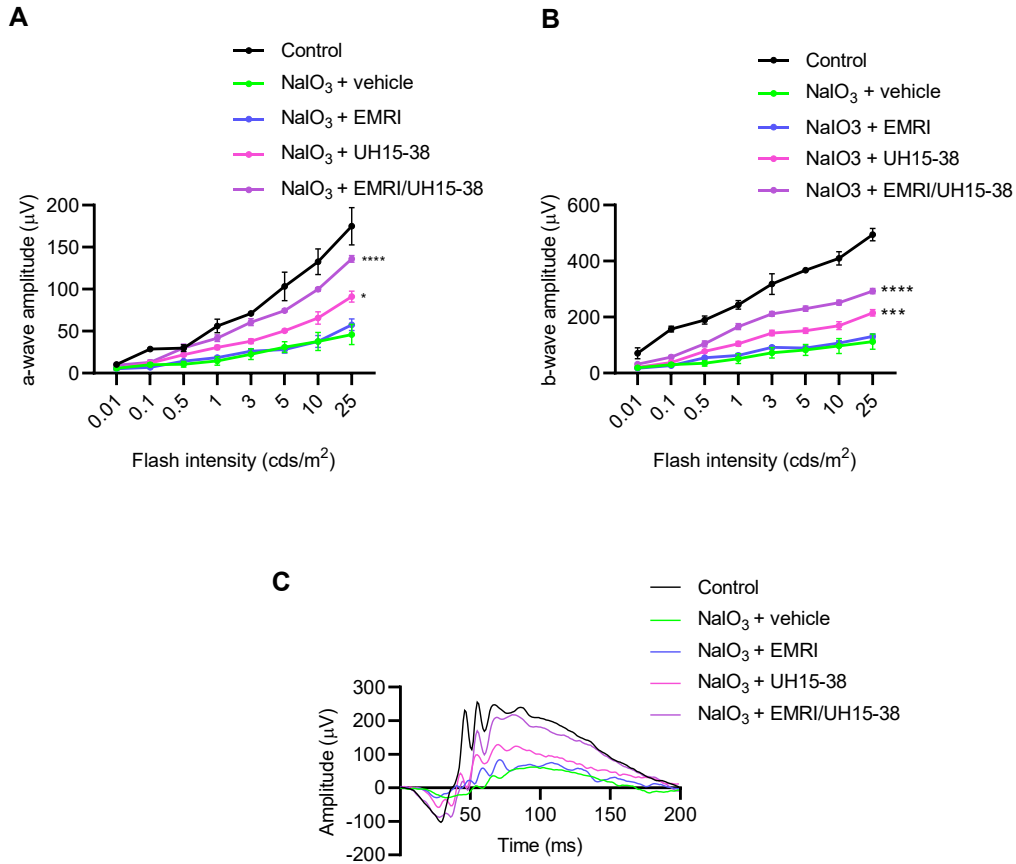 A
Control
NaIO3 + vehicle
NaIO3 + EMRI
NaIO3 + UH15-38
NaIO3 + EMRI/UH15-38
a-wave amplitude (µV)
200
150
100
50
0
****
*
0.01 0.1 0.5 1 3 5 10 25
Flash intensity (cds/m2)
B
Control
NaIO3 + vehicle
NaIO3 + EMRI
NaIO3 + UH15-38
NaIO3 + EMRI/UH15-38
b-wave amplitude (µV)
600
400
200
0
****
***
0.01 0.1 0.5 1 3 5 10 25
Flash intensity (cds/m2)
C
Control
NaIO3 + vehicle
NaIO3 + EMRI
NaIO3 + UH15-38
NaIO3 + EMRI/UH15-38
Amplitude (µV)
300
200
100
0
-100
-200
50 100 150 200
Time (ms)